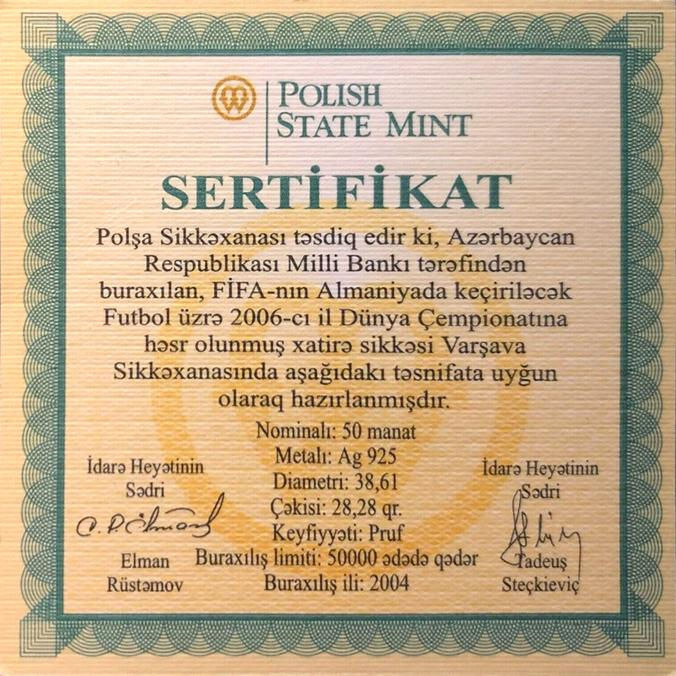 POLISH
STATE MINT
SERTİFİKAT
Polşa Sikkəxanası təsdiq edir ki, Azərbaycan
Respublikası Milli Bankı tərəfindən
buraxılan, FİFA-nın Almaniyada keçiriləcək
Futbol üzrə 2006-cı il Dünya Çempionatına
həsr olunmuş xatirə sikkəsi Varşava
Sikkəxanasında aşağıdakı təsnifata uyğun
olaraq hazırlanmışdır.
Nominalı: 50 manat
Metalı: Ag 925
Diametri: 38,61
Çəkisi: 28,28 qr.
Keyfiyyəti: Pruf
Buraxılış limiti: 50000 ədədə qədər
Buraxılış ili: 2004
İdarə Heyətinin
Sədri
Elman
Rüstəmov
İdarə Heyətinin
Sədri
Tadeuş
Steçkieviç